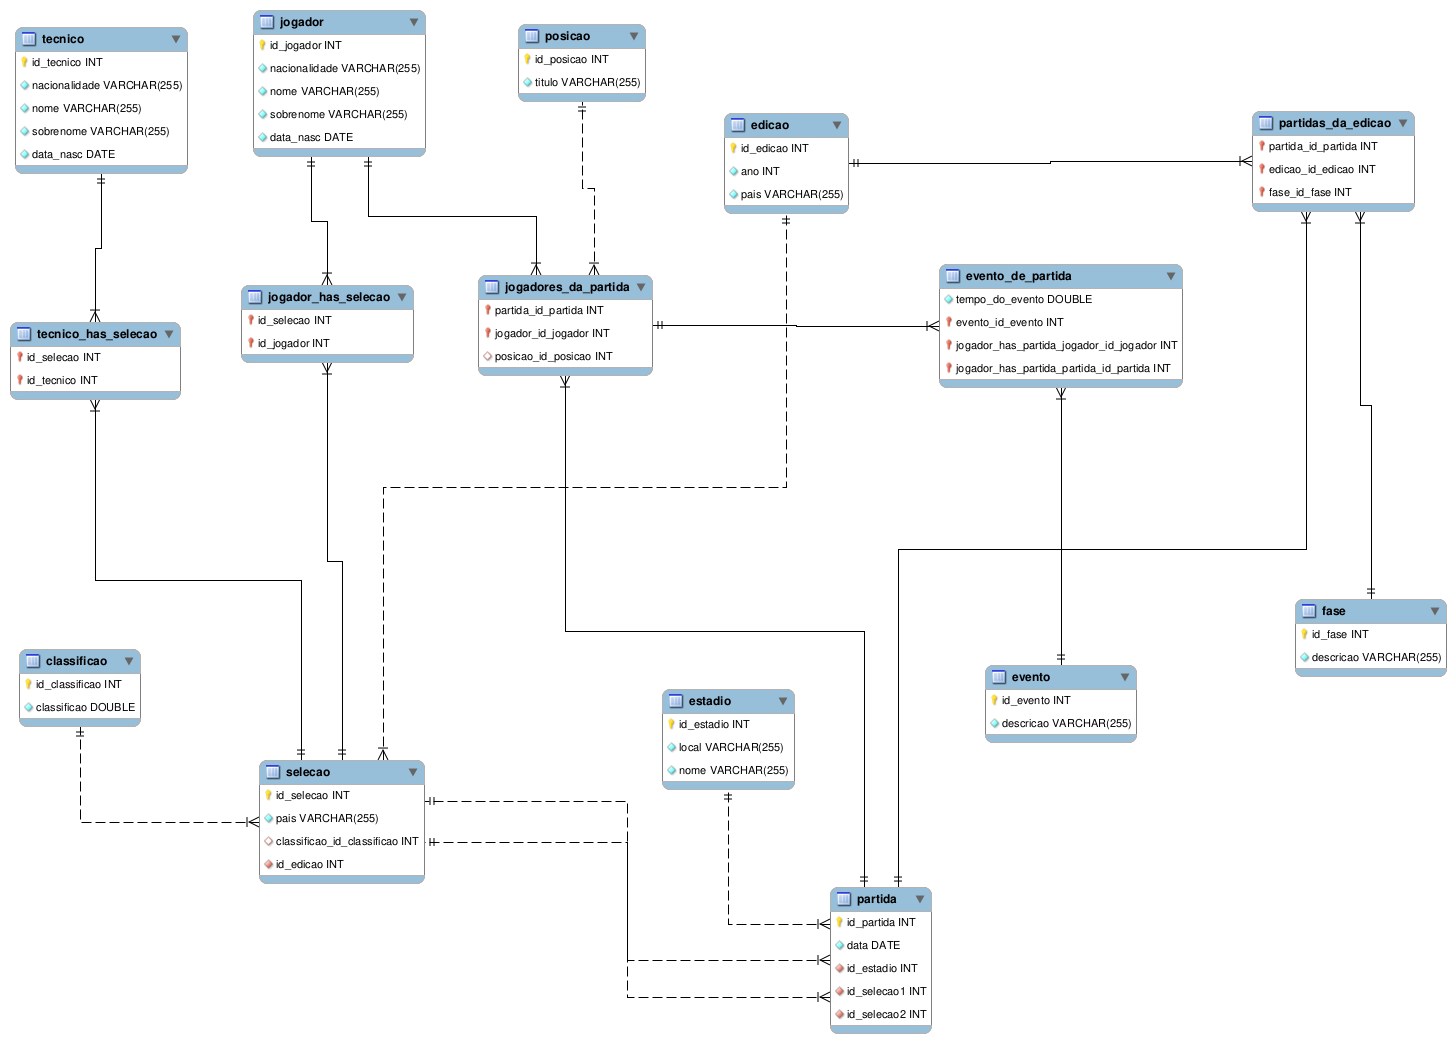 tecnico
id_tecnico INT
nacionalidade VARCHAR(255)
nome VARCHAR(255)
sobrenome VARCHAR(255)
data_nasc DATE
jogador
id_jogador INT
nacionalidade VARCHAR(255)
nome VARCHAR(255)
sobrenome VARCHAR(255)
data_nasc DATE
posicao
id_posicao INT
titulo VARCHAR(255)
edicao
id_edicao INT
ano INT
pais VARCHAR(255)
partidas_da_edicao
partida_id_partida INT
edicao_id_edicao INT
fase_id_fase INT
tecnico_has_selecao
id_selecao INT
id_tecnico INT
jogador_has_selecao
id_selecao INT
id_jogador INT
jogadores_da_partida
partida_id_partida INT
jogador_id_jogador INT
posicao_id_posicao INT
evento_de_partida
tempo_do_evento DOUBLE
evento_id_evento INT
jogador_has_partida_jogador_id_jogador INT
jogador_has_partida_partida_id_partida INT
classificao
id_classificao INT
classificao DOUBLE
selecao
id_selecao INT
pais VARCHAR(255)
classificao_id_classificao INT
id_edicao INT
estadio
id_estadio INT
local VARCHAR(255)
nome VARCHAR(255)
evento
id_evento INT
descricao VARCHAR(255)
fase
id_fase INT
descricao VARCHAR(255)
partida
id_partida INT
data DATE
id_estadio INT
id_selecao1 INT
id_selecao2 INT